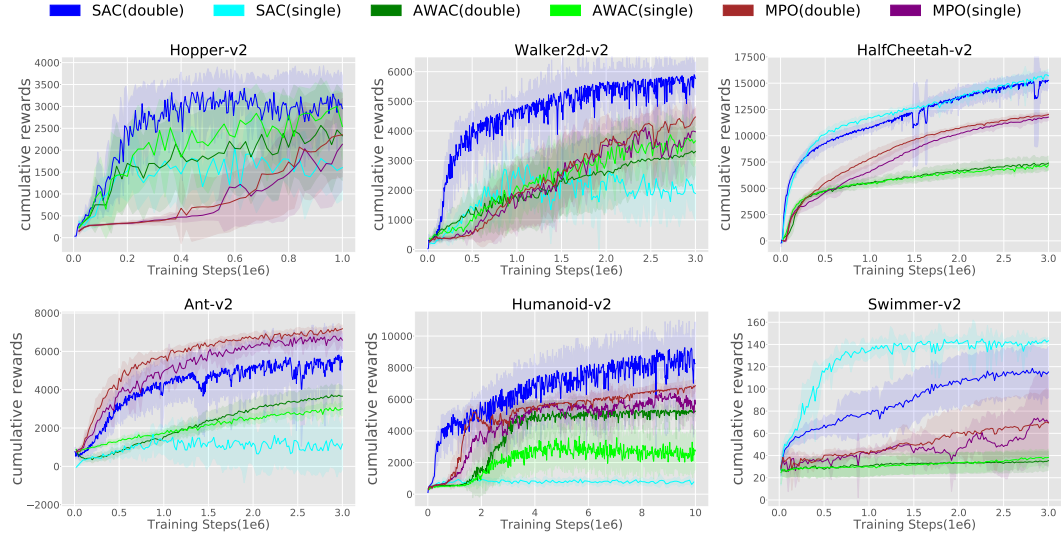 SAC(double) SAC(single) AWAC(double) AWAC(single) MPO(double) MPO(single)
Hopper-v2
cumulative rewards
4000
3500
3000
2500
2000
1500
1000
500
0
0.0 0.2 0.4 0.6 0.8 1.0
Training Steps(1e6)
Walker2d-v2
cumulative rewards
6000
5000
4000
3000
2000
1000
0
0.0 0.5 1.0 1.5 2.0 2.5 3.0
Training Steps(1e6)
HalfCheetah-v2
cumulative rewards
17500
15000
12500
10000
7500
5000
2500
0
0.0 0.5 1.0 1.5 2.0 2.5 3.0
Training Steps(1e6)
Ant-v2
cumulative rewards
8000
6000
4000
2000
0
−2000
0.0 0.5 1.0 1.5 2.0 2.5 3.0
Training Steps(1e6)
Humanoid-v2
cumulative rewards
10000
8000
6000
4000
2000
0
0 2 4 6 8 10
Training Steps(1e6)
Swimmer-v2
cumulative rewards
160
140
120
100
80
60
40
20
0
0.0 0.5 1.0 1.5 2.0 2.5 3.0
Training Steps(1e6)